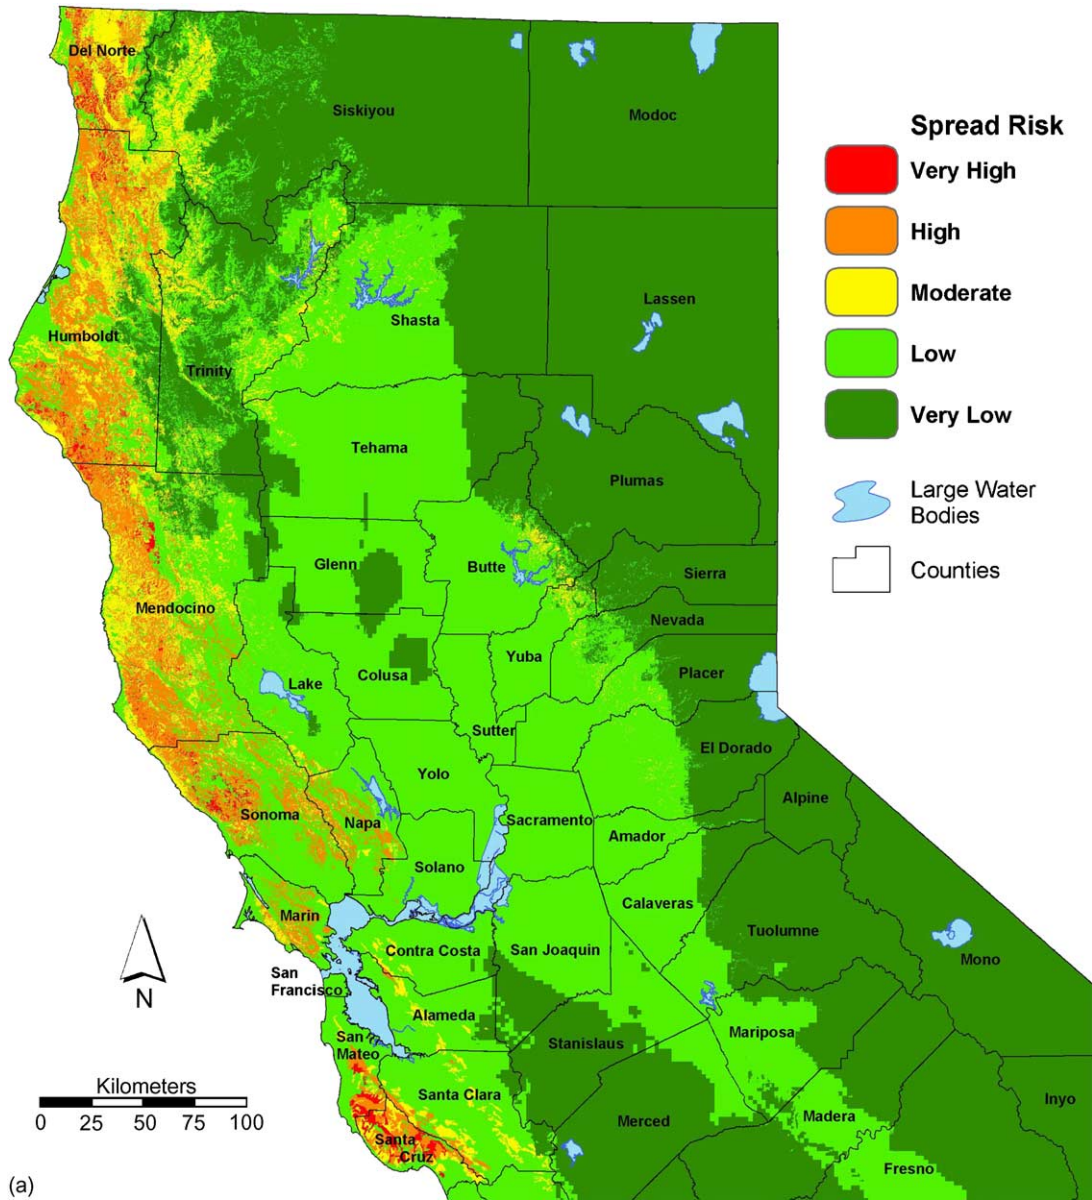 Del Norte
Siskiyou
Modoc
Spread Risk
Very High
High
Moderate
Low
Very Low
Large Water
Bodies
Counties
Lassen
Shasta
Humboldt
Trinity
Tehama
Plumas
Glenn
Butte
Sierra
Mendocino
Nevada
Yuba
Placer
Colusa
Lake
Sutter
El Dorado
Yolo
Alpine
Sonoma
Napa
Sacramento
Amador
Solano
Calaveras
Marin
Tuolumne
Contra Costa
San Joaquin
Mono
San
Francisco
N
Alameda
Mariposa
San
Mateo
Stanislaus
Kilometers
0 25 50 75 100
Santa Clara
Inyo
Merced
Madera
Santa
Cruz
Fresno
(a)